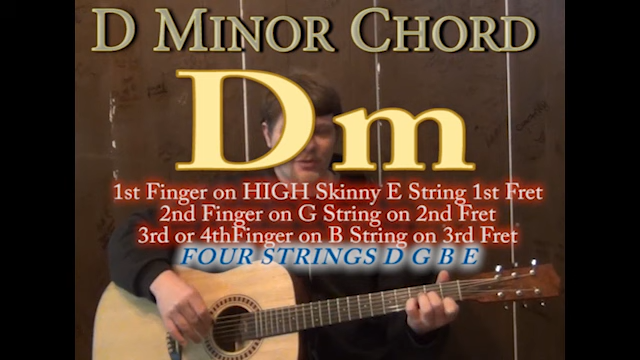 D Minor Chord
Dm
1st Finger on HIGH Skinny E String 1st Fret
2nd Finger on G String on 2nd Fret
3rd or 4thFinger on B String on 3rd Fret
FOUR STRINGS D G B E